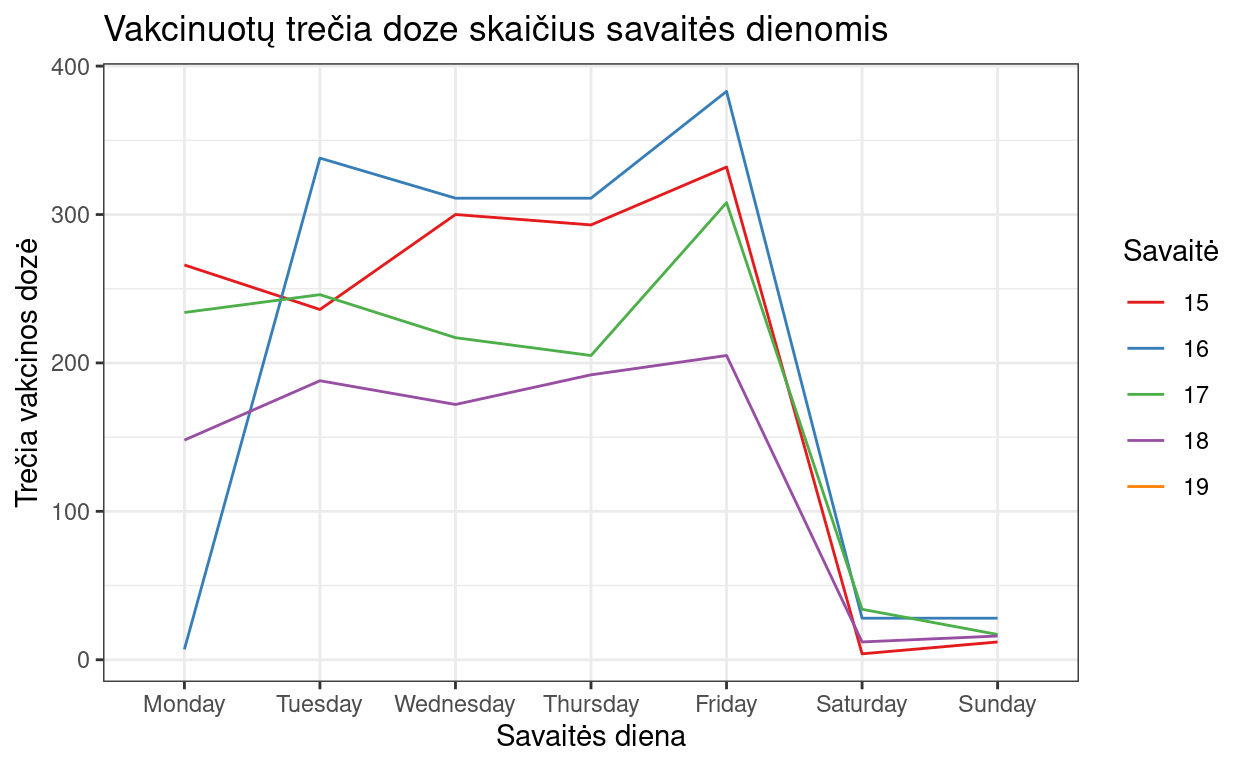 Vakcinuotų trečia doze skaičius savaitės dienomis
Trečia vakcinos dozė
400
300
200
100
0
Monday Tuesday Wednesday Thursday Friday Saturday Sunday
Savaitės diena
Savaitė
15
16
17
18
19